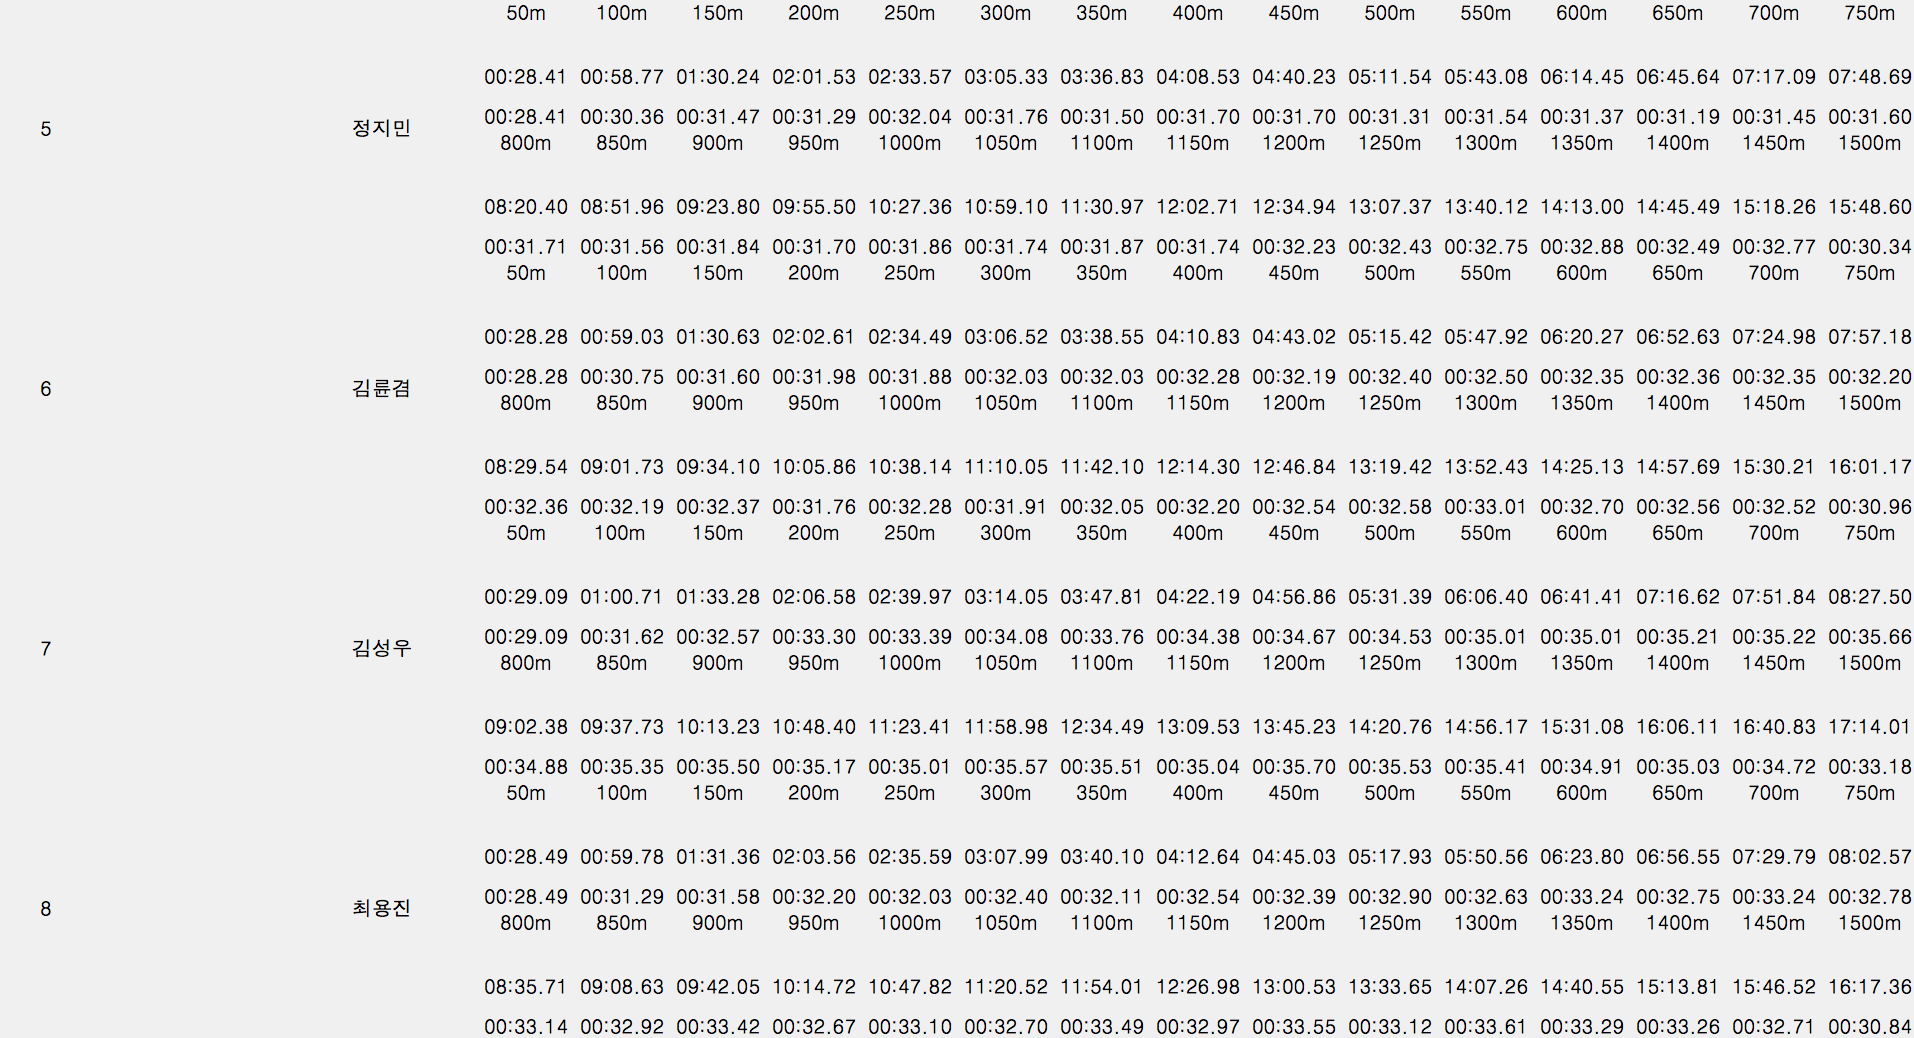 50m 100m 150m 200m 250m 300m 350m 400m 450m 500m 550m 600m 650m 700m 750m
00:28.41 00:58.77 01:30.24 02:01.53 02:33.57 03:05.33 03:36.83 04:08.53 04:40.23 05:11.54 05:43.08 06:14.45 06:45.64 07:17.09 07:48.69
00:28.41 00:30.36 00:31.47 00:31.29 00:32.04 00:31.76 00:31.50 00:31.70 00:31.70 00:31.31 00:31.54 00:31.37 00:31.19 00:31.45 00:31.60
5 정지민
800m 850m 900m 950m 1000m 1050m 1100m 1150m 1200m 1250m 1300m 1350m 1400m 1450m 1500m
08:20.40 08:51.96 09:23.80 09:55.50 10:27.36 10:59.10 11:30.97 12:02.71 12:34.94 13:07.37 13:40.12 14:13.00 14:45.49 15:18.26 15:48.60
00:31.71 00:31.56 00:31.84 00:31.70 00:31.86 00:31.74 00:31.87 00:31.74 00:32.23 00:32.43 00:32.75 00:32.88 00:32.49 00:32.77 00:30.34
50m 100m 150m 200m 250m 300m 350m 400m 450m 500m 550m 600m 650m 700m 750m
00:28.28 00:59.03 01:30.63 02:02.61 02:34.49 03:06.52 03:38.55 04:10.83 04:43.02 05:15.42 05:47.92 06:20.27 06:52.63 07:24.98 07:57.18
00:28.28 00:30.75 00:31.60 00:31.98 00:31.88 00:32.03 00:32.03 00:32.28 00:32.19 00:32.40 00:32.50 00:32.35 00:32.36 00:32.35 00:32.20
6 김륜겸
800m 850m 900m 950m 1000m 1050m 1100m 1150m 1200m 1250m 1300m 1350m 1400m 1450m 1500m
08:29.54 09:01.73 09:34.10 10:05.86 10:38.14 11:10.05 11:42.10 12:14.30 12:46.84 13:19.42 13:52.43 14:25.13 14:57.69 15:30.21 16:01.17
00:32.36 00:32.19 00:32.37 00:31.76 00:32.28 00:31.91 00:32.05 00:32.20 00:32.54 00:32.58 00:33.01 00:32.70 00:32.56 00:32.52 00:30.96
50m 100m 150m 200m 250m 300m 350m 400m 450m 500m 550m 600m 650m 700m 750m
00:29.09 01:00.71 01:33.28 02:06.58 02:39.97 03:14.05 03:47.81 04:22.19 04:56.86 05:31.39 06:06.40 06:41.41 07:16.62 07:51.84 08:27.50
00:29.09 00:31.62 00:32.57 00:33.30 00:33.39 00:34.08 00:33.76 00:34.38 00:34.67 00:34.53 00:35.01 00:35.01 00:35.21 00:35.22 00:35.66
7 김성우
800m 850m 900m 950m 1000m 1050m 1100m 1150m 1200m 1250m 1300m 1350m 1400m 1450m 1500m
09:02.38 09:37.73 10:13.23 10:48.40 11:23.41 11:58.98 12:34.49 13:09.53 13:45.23 14:20.76 14:56.17 15:31.08 16:06.11 16:40.83 17:14.01
00:34.88 00:35.35 00:35.50 00:35.17 00:35.01 00:35.57 00:35.51 00:35.04 00:35.70 00:35.53 00:35.41 00:34.91 00:35.03 00:34.72 00:33.18
50m 100m 150m 200m 250m 300m 350m 400m 450m 500m 550m 600m 650m 700m 750m
00:28.49 00:59.78 01:31.36 02:03.56 02:35.59 03:07.99 03:40.10 04:12.64 04:45.03 05:17.93 05:50.56 06:23.80 06:56.55 07:29.79 08:02.57
00:28.49 00:31.29 00:31.58 00:32.20 00:32.03 00:32.40 00:32.11 00:32.54 00:32.39 00:32.90 00:32.63 00:33.24 00:32.75 00:33.24 00:32.78
8 최용진
800m 850m 900m 950m 1000m 1050m 1100m 1150m 1200m 1250m 1300m 1350m 1400m 1450m 1500m
08:35.71 09:08.63 09:42.05 10:14.72 10:47.82 11:20.52 11:54.01 12:26.98 13:00.53 13:33.65 14:07.26 14:40.55 15:13.81 15:46.52 16:17.36
00:33.14 00:32.92 00:33.42 00:32.67 00:33.10 00:32.70 00:33.49 00:32.97 00:33.55 00:33.12 00:33.61 00:33.29 00:33.26 00:32.71 00:30.84